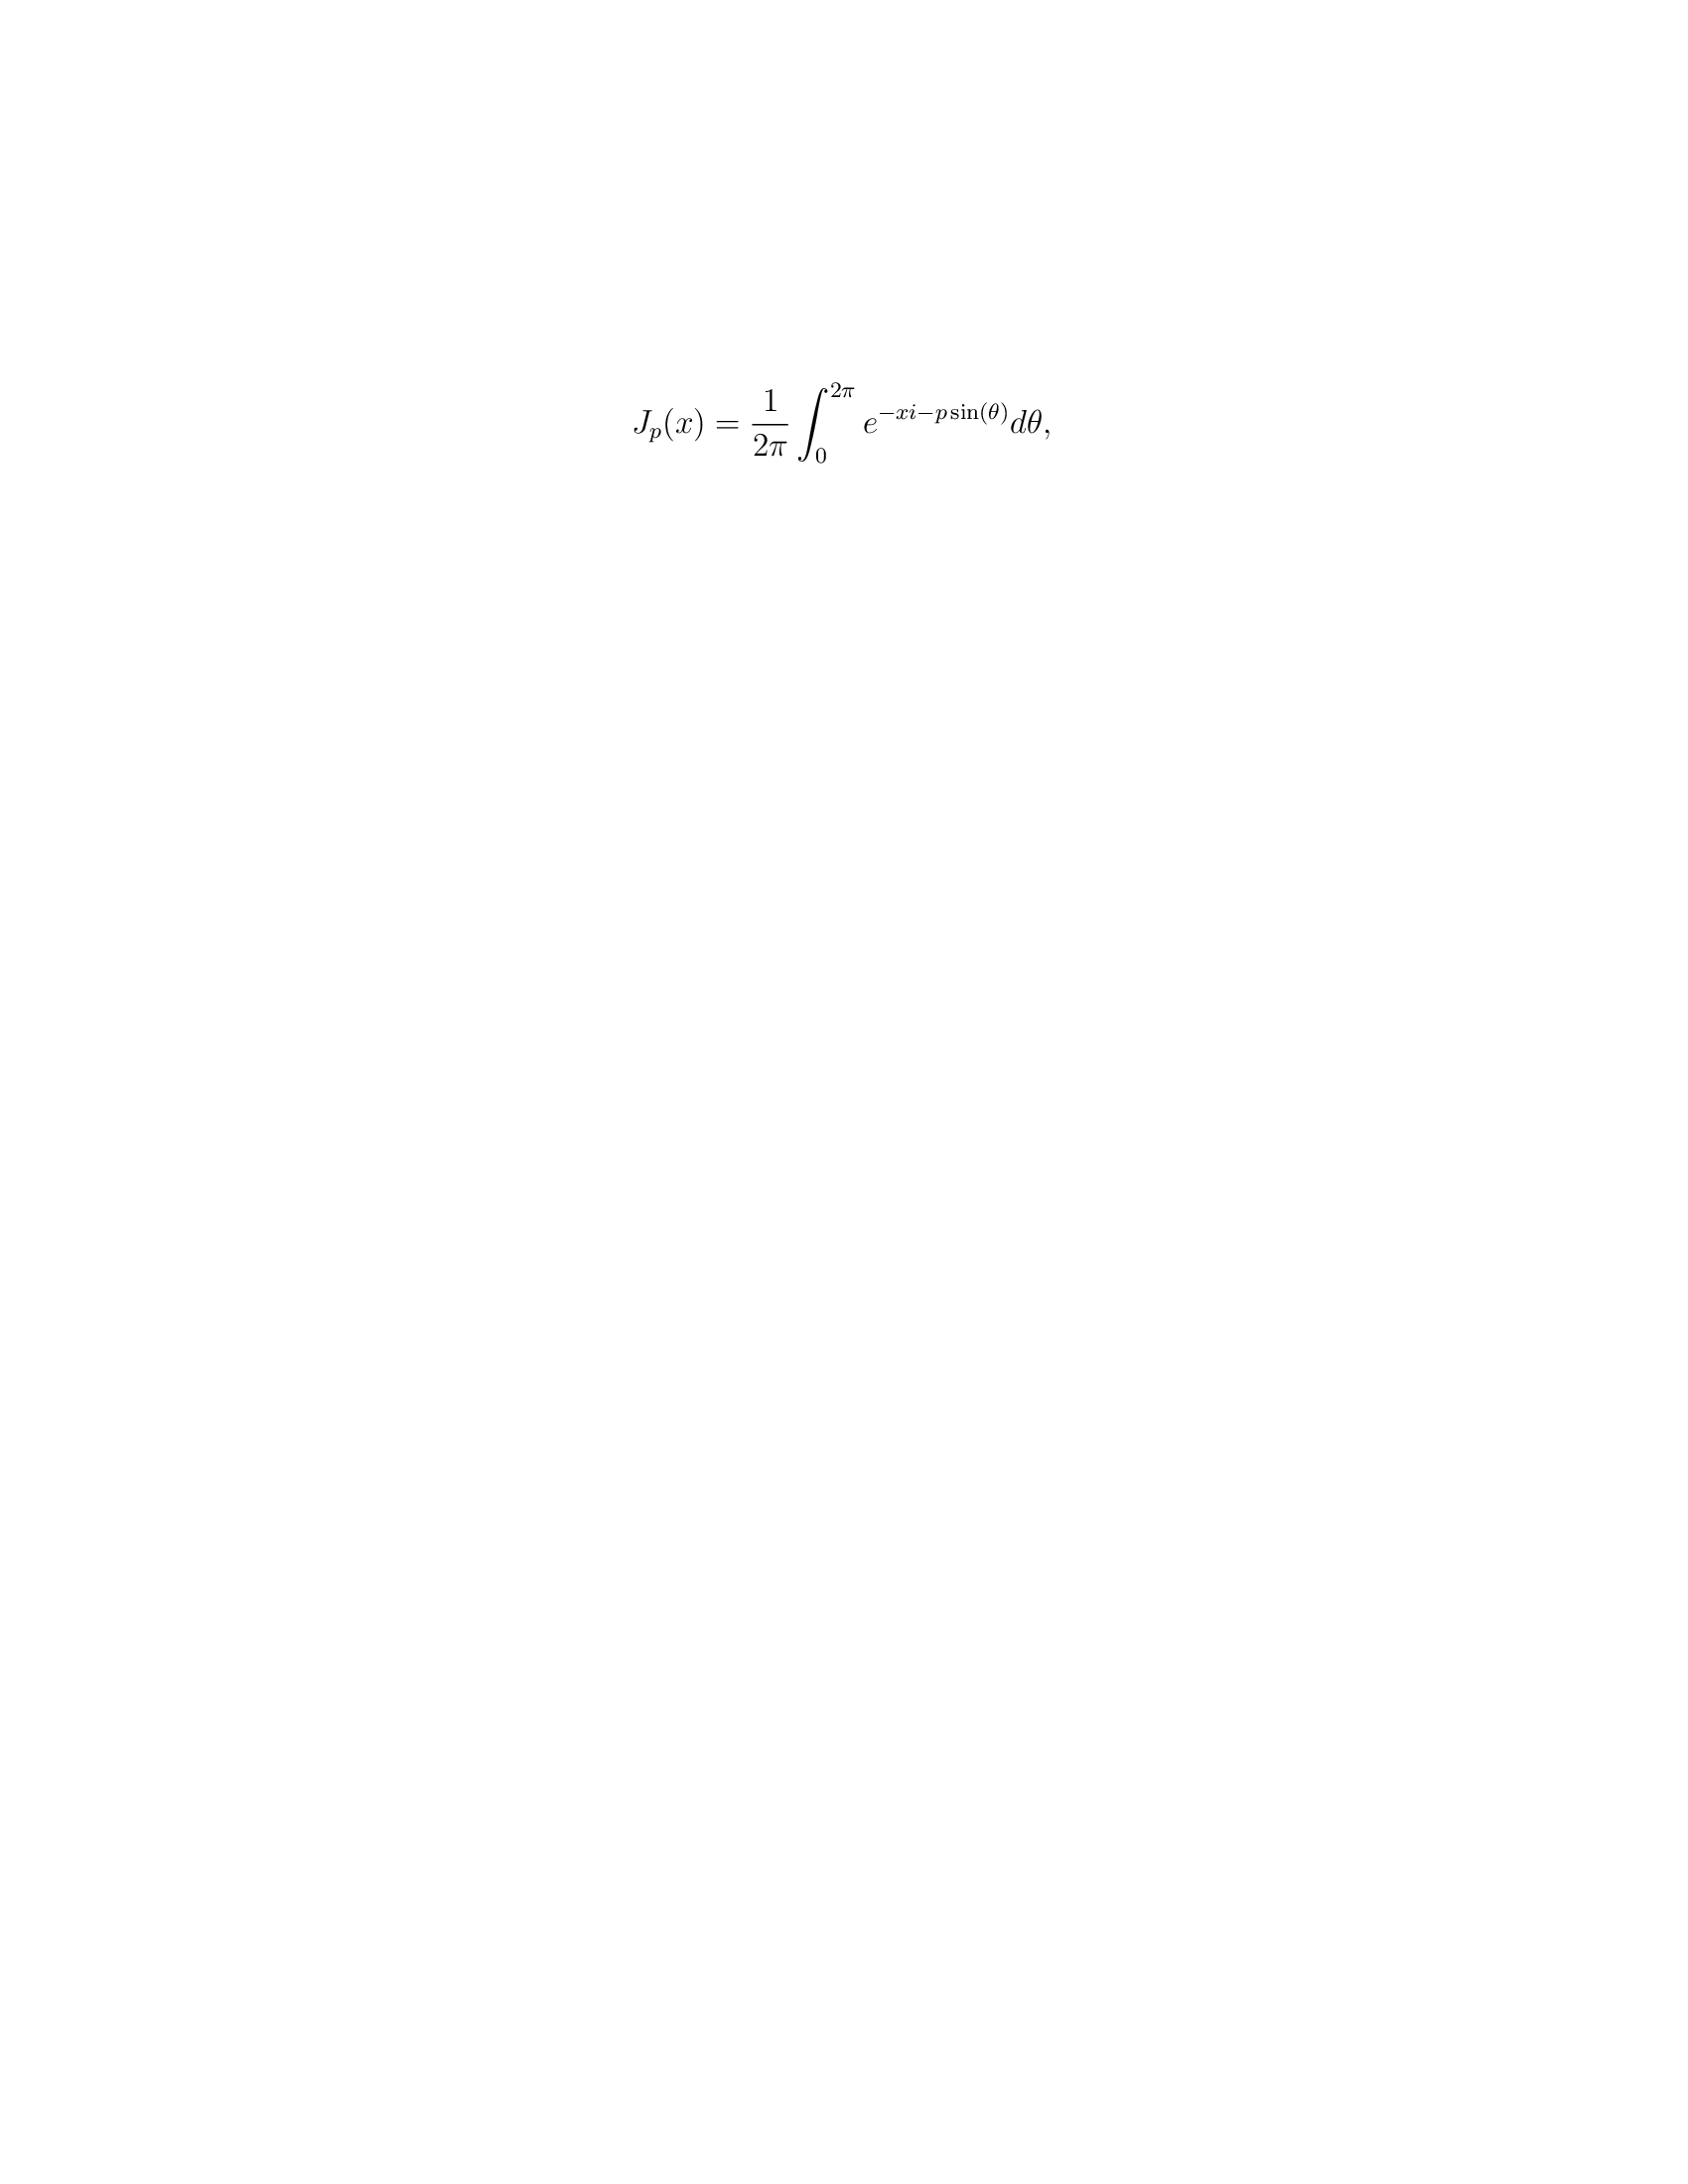 $J_p(x) = \frac{1}{2\pi} \int_0^{2\pi} e^{-xi-p\sin(\theta)} d\theta,$